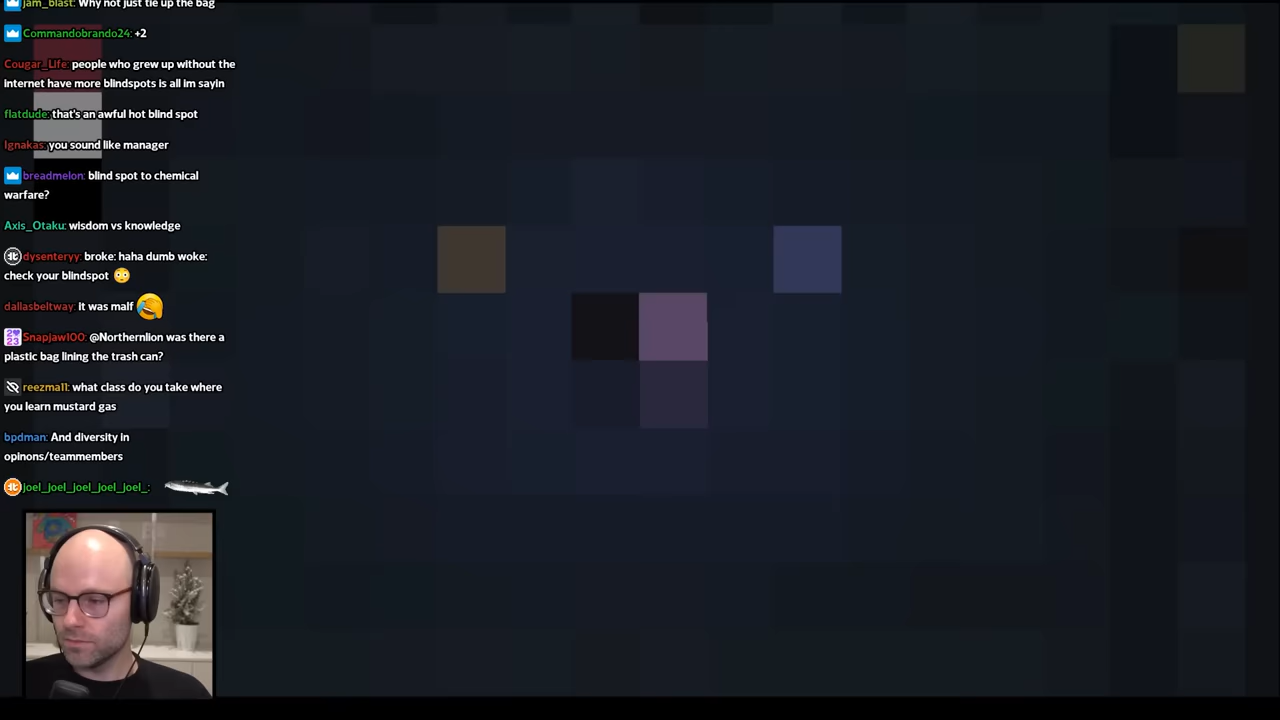 jam_blast: Why not just tie up the bag
Commandobrando24: +2
Cougar_Life: people who grew up without the
internet have more blindspots is all im sayin
flatdude: that's an awful hot blind spot
Ignakas: you sound like manager
breadmelon: blind spot to chemical
warfare?
Axis_Otaku: wisdom vs knowledge
dysenteryy: broke: haha dumb woke:
check your blindspot
dallasbeltway: it was malf
2
23
Snapjaw100: @Northernlion was there a
plastic bag lining the trash can?
reezma11: what class do you take where
you learn mustard gas
bpdman: And diversity in
opinons/teammembers
Joel_Joel_Joel_Joel_Joel_: